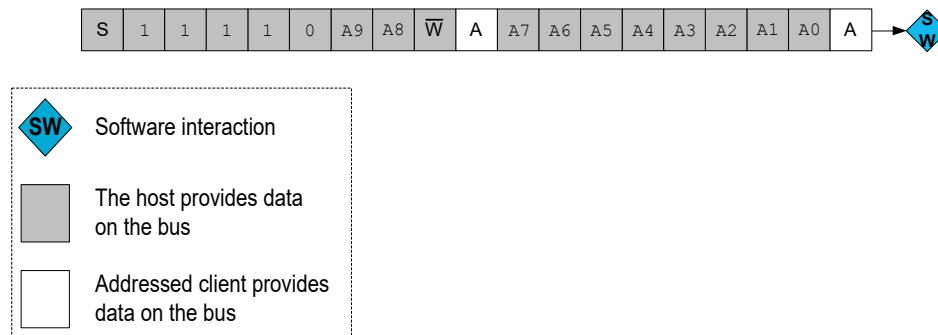 S 1 1 1 1 0 A9 A8 W̅ A A7 A6 A5 A4 A3 A2 A1 A0 A SW
SW Software interaction
The host provides data
on the bus
Addressed client provides
data on the bus